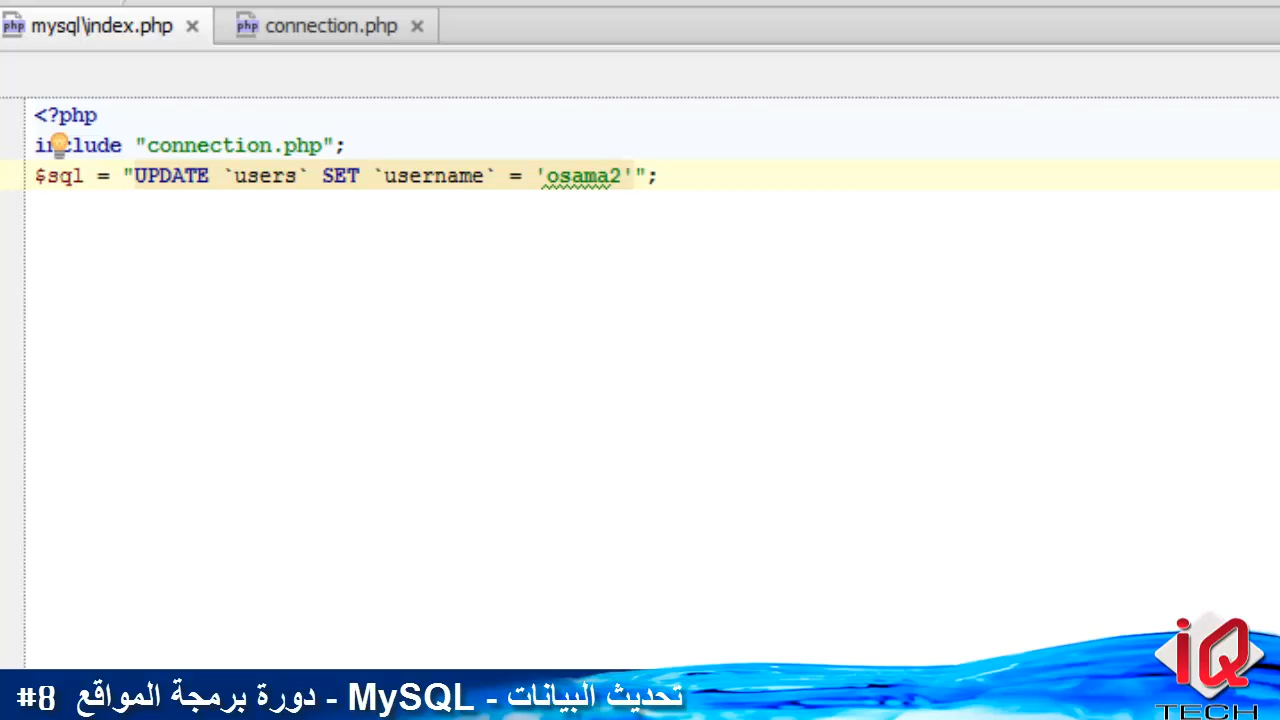 mysql\index.php
connection.php
<?php
include "connection.php";
$sql = "UPDATE `users` SET `username` = 'osama2'";
تحديث البيانات - MySQL - دورة برمجة المواقع #8
iQ
TECH